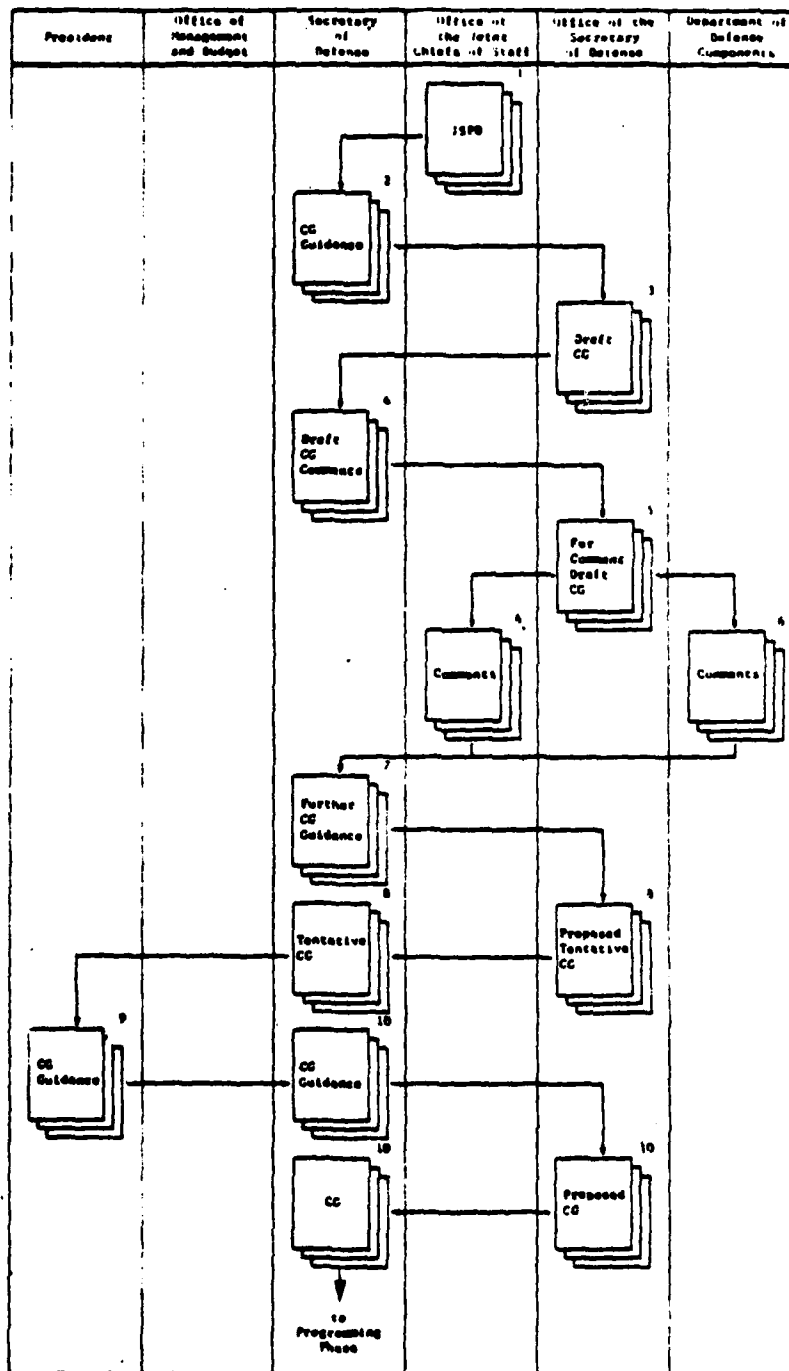 President
Office of
Management
and Budget
Secretary
of
Defense
Office of
the Joint
Chiefs of Staff
Office of the
Secretary
of Defense
Department of
Defense
Components
1
JSPD
2
CG
Guidance
3
Draft
CG
4
Draft
CG
Comments
5
For
Comment
Draft
CG
6
Comments
6
Comments
7
Further
CG
Guidance
8
Tentative
CG
Proposed
Tentative
CG
9
CG
Guidance
10
CG
Guidance
10
CG
10
Proposed
CG
to
Programming
Phase